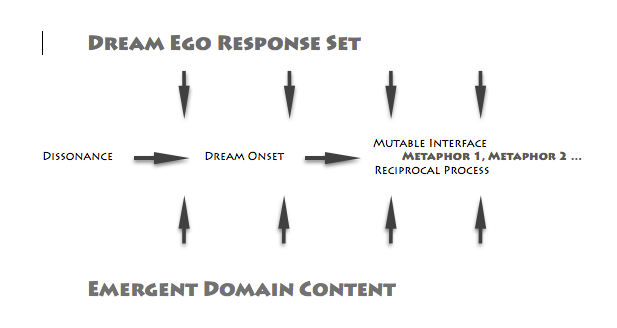 Dream Ego Response Set
Dissonance
Dream Onset
Mutable Interface
Metaphor 1, Metaphor 2 ...
Reciprocal Process
Emergent Domain Content